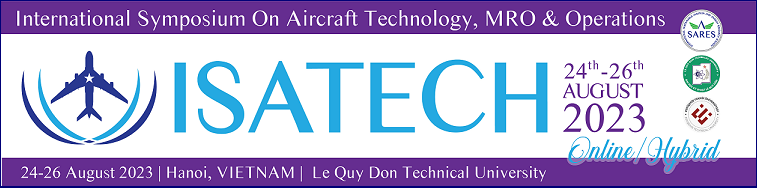 International Symposium On Aircraft Technology, MRO & Operations
SARES
ISATECH
24th-26th
AUGUST
2023
Online/Hybrid
24-26 August 2023 | Hanoi, VIETNAM | Le Quy Don Technical University